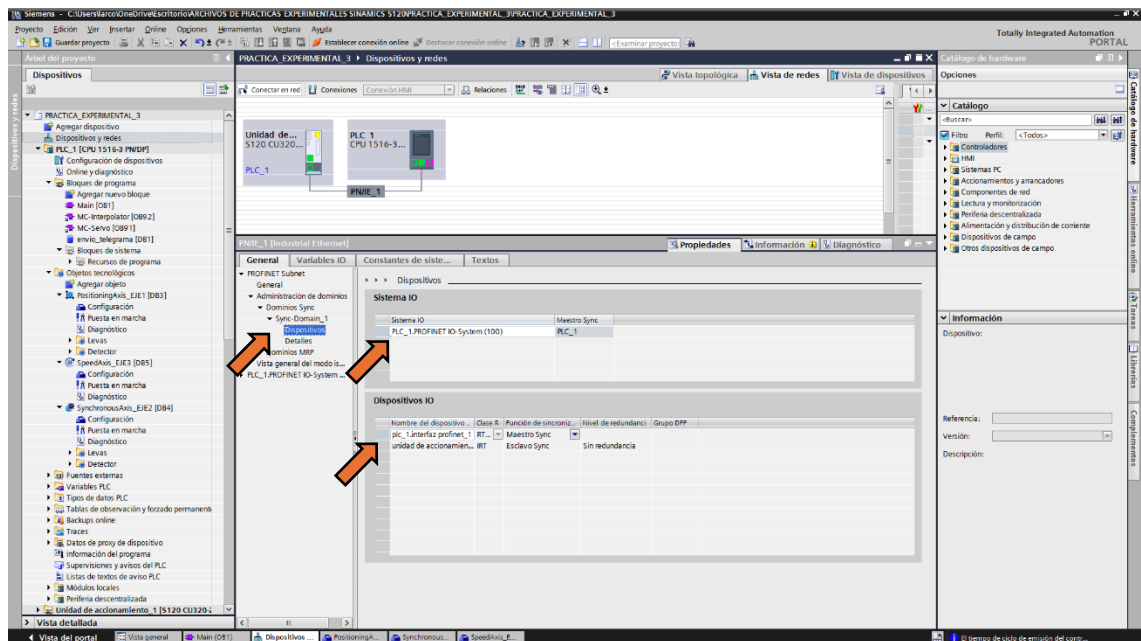 Siemens - C:\Users\larco\OneDrive\Escritorio\ARCHIVOS DE PRACTICAS EXPERIMENTALES SINAMICS S120\PRACTICA_EXPERIMENTAL_3\PRACTICA_EXPERIMENTAL_3
Proyecto Edición Ver Insertar Online Opciones Herramientas Ventana Ayuda
Totally Integrated Automation
PORTAL
Guardar proyecto Establecer conexión online Deshacer conexión online <Examinar proyecto>
Árbol del proyecto
Dispositivos
Dispositivos y redes
PRACTICA_EXPERIMENTAL_3
Agregar dispositivo
Dispositivos y redes
PLC_1 [CPU 1516-3 PN/DP]
Configuración de dispositivos
Online y diagnóstico
Bloques de programa
Agregar nuevo bloque
Main [OB1]
MC-Interpolator [OB92]
MC-Servo [OB91]
envio_telegrama [DB1]
Bloques de sistema
Recursos de programa
Objetos tecnológicos
Agregar objeto
PositioningAxis_EJE1 [DB3]
Configuración
Puesta en marcha
Diagnóstico
Levas
Detector
SpeedAxis_EJE3 [DB5]
Configuración
Puesta en marcha
Diagnóstico
SynchronousAxis_EJE2 [DB4]
Configuración
Puesta en marcha
Diagnóstico
Levas
Detector
Fuentes externas
Variables PLC
Tipos de datos PLC
Tablas de observación y forzado permanente
Backups online
Traces
Datos de proxy de dispositivo
Información del programa
Supervisiones y avisos del PLC
Listas de textos de aviso PLC
Módulos locales
Periferia descentralizada
Unidad de accionamiento_1 [S120 CU320-2
Vista detallada
PRACTICA_EXPERIMENTAL_3 Dispositivos y redes
Vista topológica Vista de redes Vista de dispositivos
Conectar en red Conexiones Conexión HMI Relaciones
Unidad de...
S120 CU320...
PLC_1
PLC 1
CPU 1516-3...
PN/IE_1
PN/IE_1 [Industrial Ethernet]
Propiedades Información Diagnóstico
General Variables IO Constantes de siste... Textos
PROFINET Subnet
General
Administración de dominios
Dominios Sync
Sync-Domain_1
Dispositivos
Detalles
Dominios MRP
Vista general del modo is...
PLC_1.PROFINET IO-System ...
Dispositivos
Sistema IO
Sistema IO Maestro Sync
PLC_1.PROFINET IO-System (100) PLC_1
Dispositivos IO
Nombre del dispositivo .. Clase R Función de sincroniz... Nivel de redundanci Grupo DFP
plc_1.interfaz profinet_1 RT... Maestro Sync
unidad de accionamien... IRT Esclavo Sync Sin redundancia
Catálogo de hardware
Opciones
Catálogo
<Buscar>
Filtro Perfil: <Todos>
Controladores
HMI
Sistemas PC
Accionamientos y arrancadores
Componentes de red
Lectura y monitorización
Periferia descentralizada
Alimentación y distribución de corriente
Dispositivos de campo
Otros dispositivos de campo
Información
Dispositivo:
Referencia:
Versión:
Descripción:
Catálogo de hardware
Herramientas online
Tareas
Librerías
Complementos
Vista del portal Vista general Main (OB1) Dispositivos ... PositioningA... Synchronous... SpeedAxis_E... El tiempo de ciclo de emisión del contr...